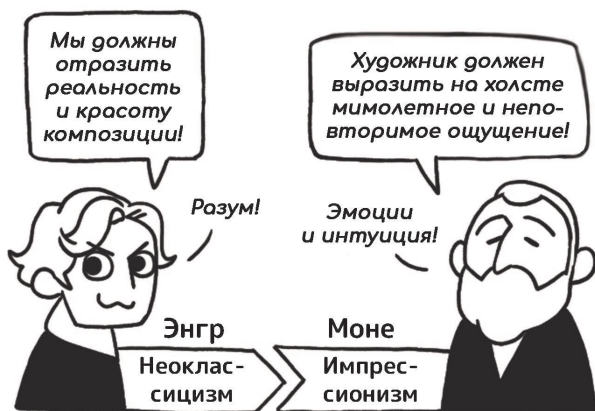 Мы должны
отразить
реальность
и красоту
композиции!
Художник должен
выразить на холсте
мимолетное и непо-
вторимое ощущение!
Разум!
Эмоции
и интуиция!
Энгр
Неоклас-
сицизм
Моне
Импрес-
сионизм